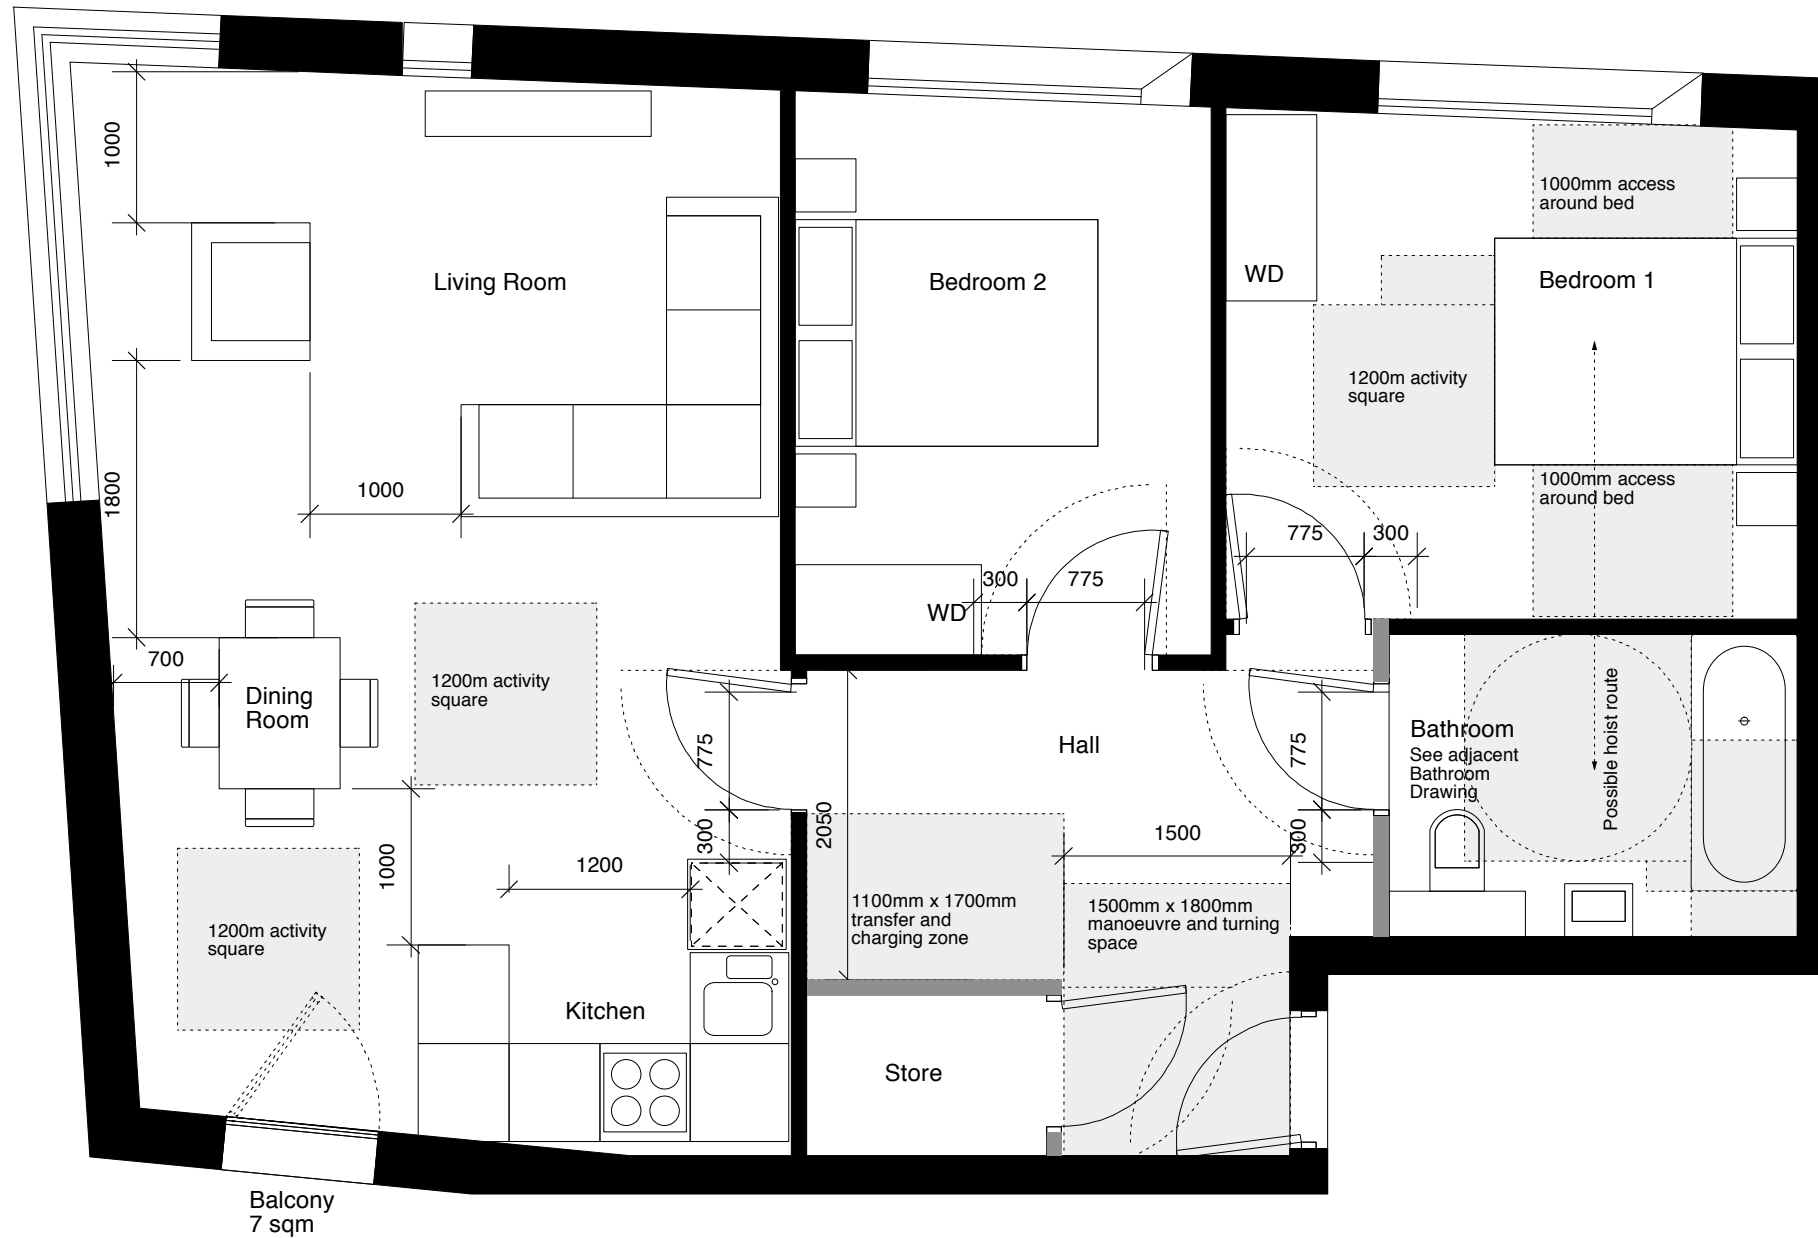 1000
Living Room
1800
1000
Bedroom 2
300
775
WD
WD
1000mm access
around bed
Bedroom 1
1200m activity
square
1000mm access
around bed
775
300
700
Dining
Room
1200m activity
square
775
300
2050
Hall
775
300
1500
Bathroom
See adjacent
Bathroom
Drawing
Possible hoist route
1000
1200
1200m activity
square
1100mm x 1700mm
transfer and
charging zone
1500mm x 1800mm
manoeuvre and turning
space
Kitchen
Store
Balcony
7 sqm